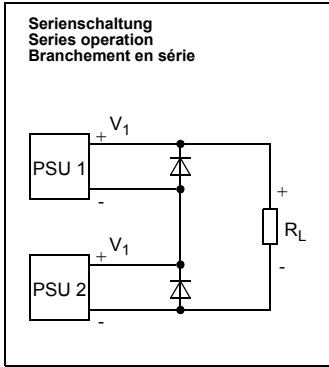 Serienschaltung
Series operation
Branchement en série
+ V1
PSU 1
-
+
RL
-
+ V1
PSU 2
-